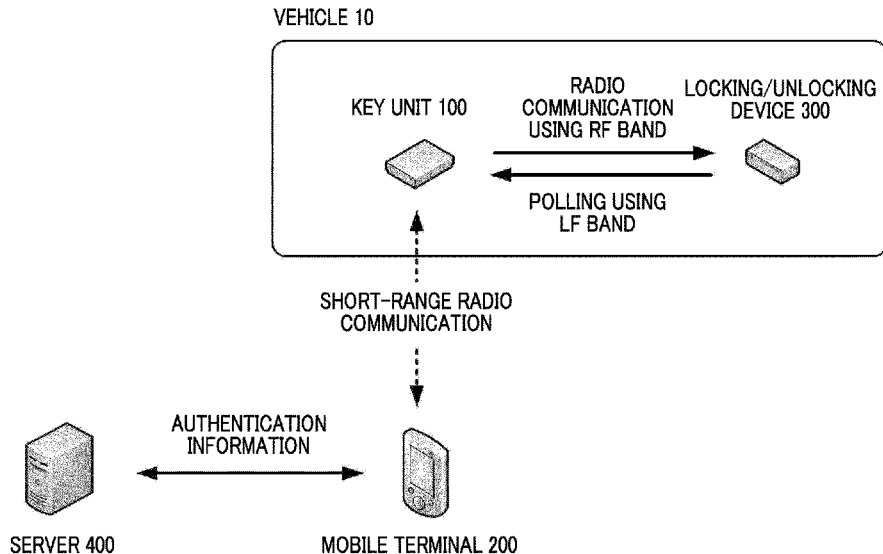 VEHICLE 10
KEY UNIT 100
RADIO
COMMUNICATION
USING RF BAND
LOCKING/UNLOCKING
DEVICE 300
POLLING USING
LF BAND
SHORT-RANGE RADIO
COMMUNICATION
AUTHENTICATION
INFORMATION
SERVER 400
MOBILE TERMINAL 200